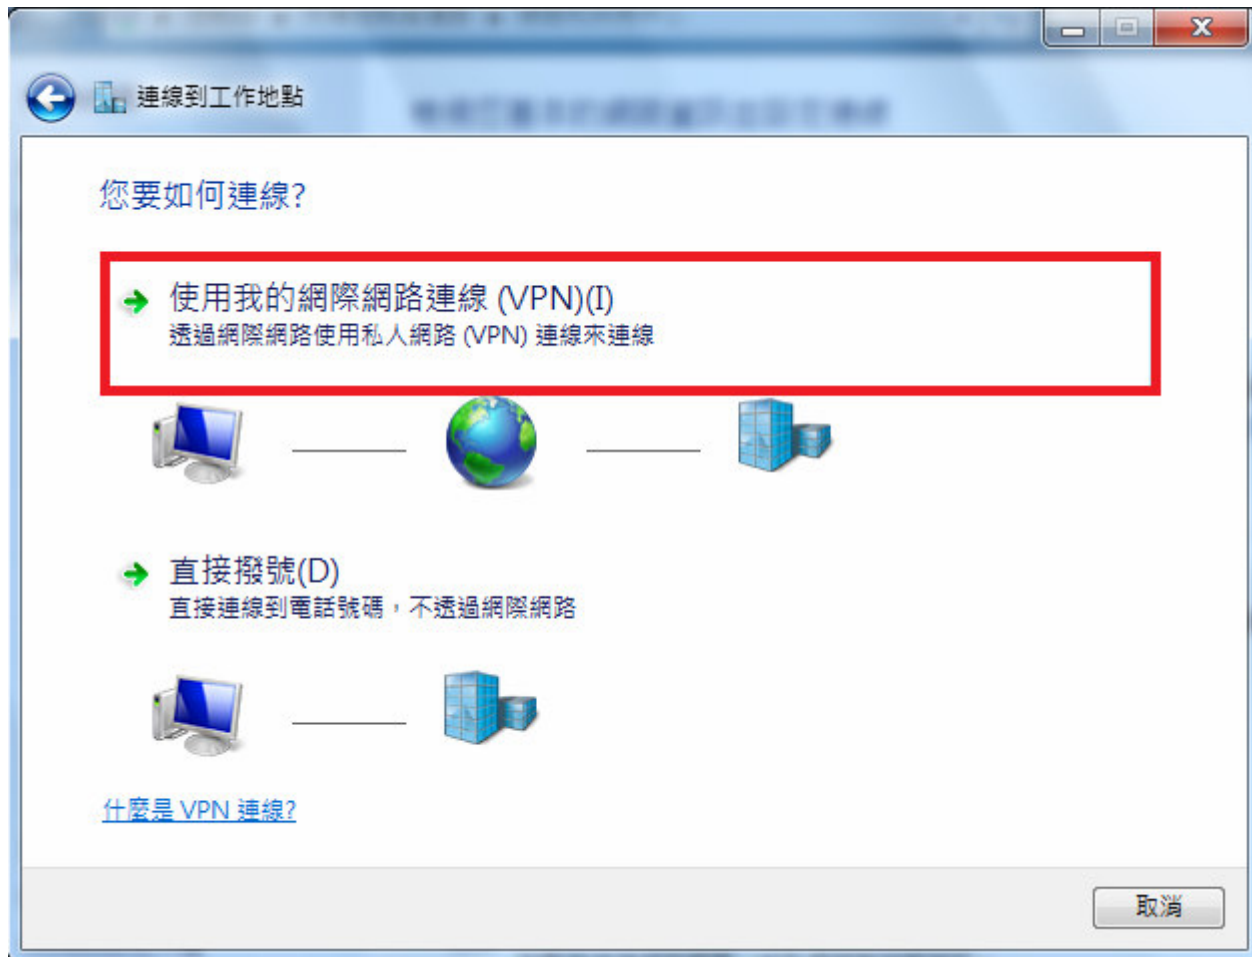 連線到工作地點
您要如何連線?
使用我的網際網路連線 (VPN)(I)
透過網際網路使用私人網路 (VPN) 連線來連線
直接撥號(D)
直接連線到電話號碼，不透過網際網路
什麼是 VPN 連線?
取消